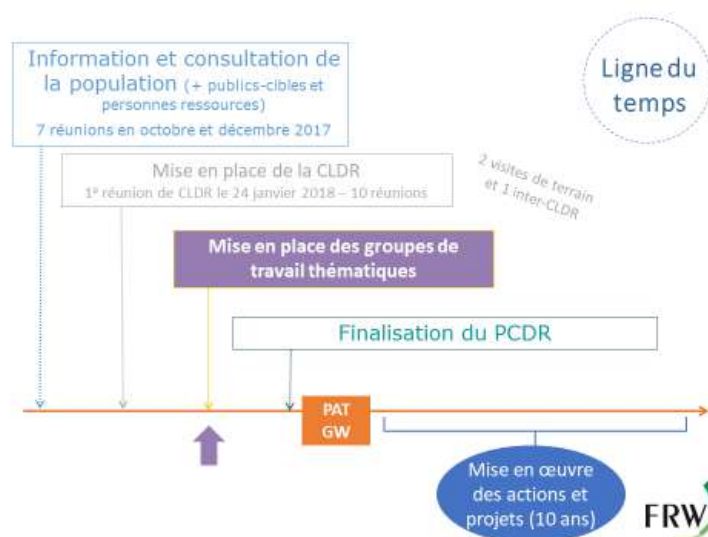 Information et consultation de
la population (+ publics-cibles et
personnes ressources)
7 réunions en octobre et décembre 2017
Ligne du
temps
Mise en place de la CLDR
1e réunion de CLDR le 24 janvier 2018 – 10 réunions
2 visites de terrain
et 1 inter-CLDR
Mise en place des groupes de
travail thématiques
Finalisation du PCDR
PAT
GW
Mise en œuvre
des actions et
projets (10 ans)
FRW